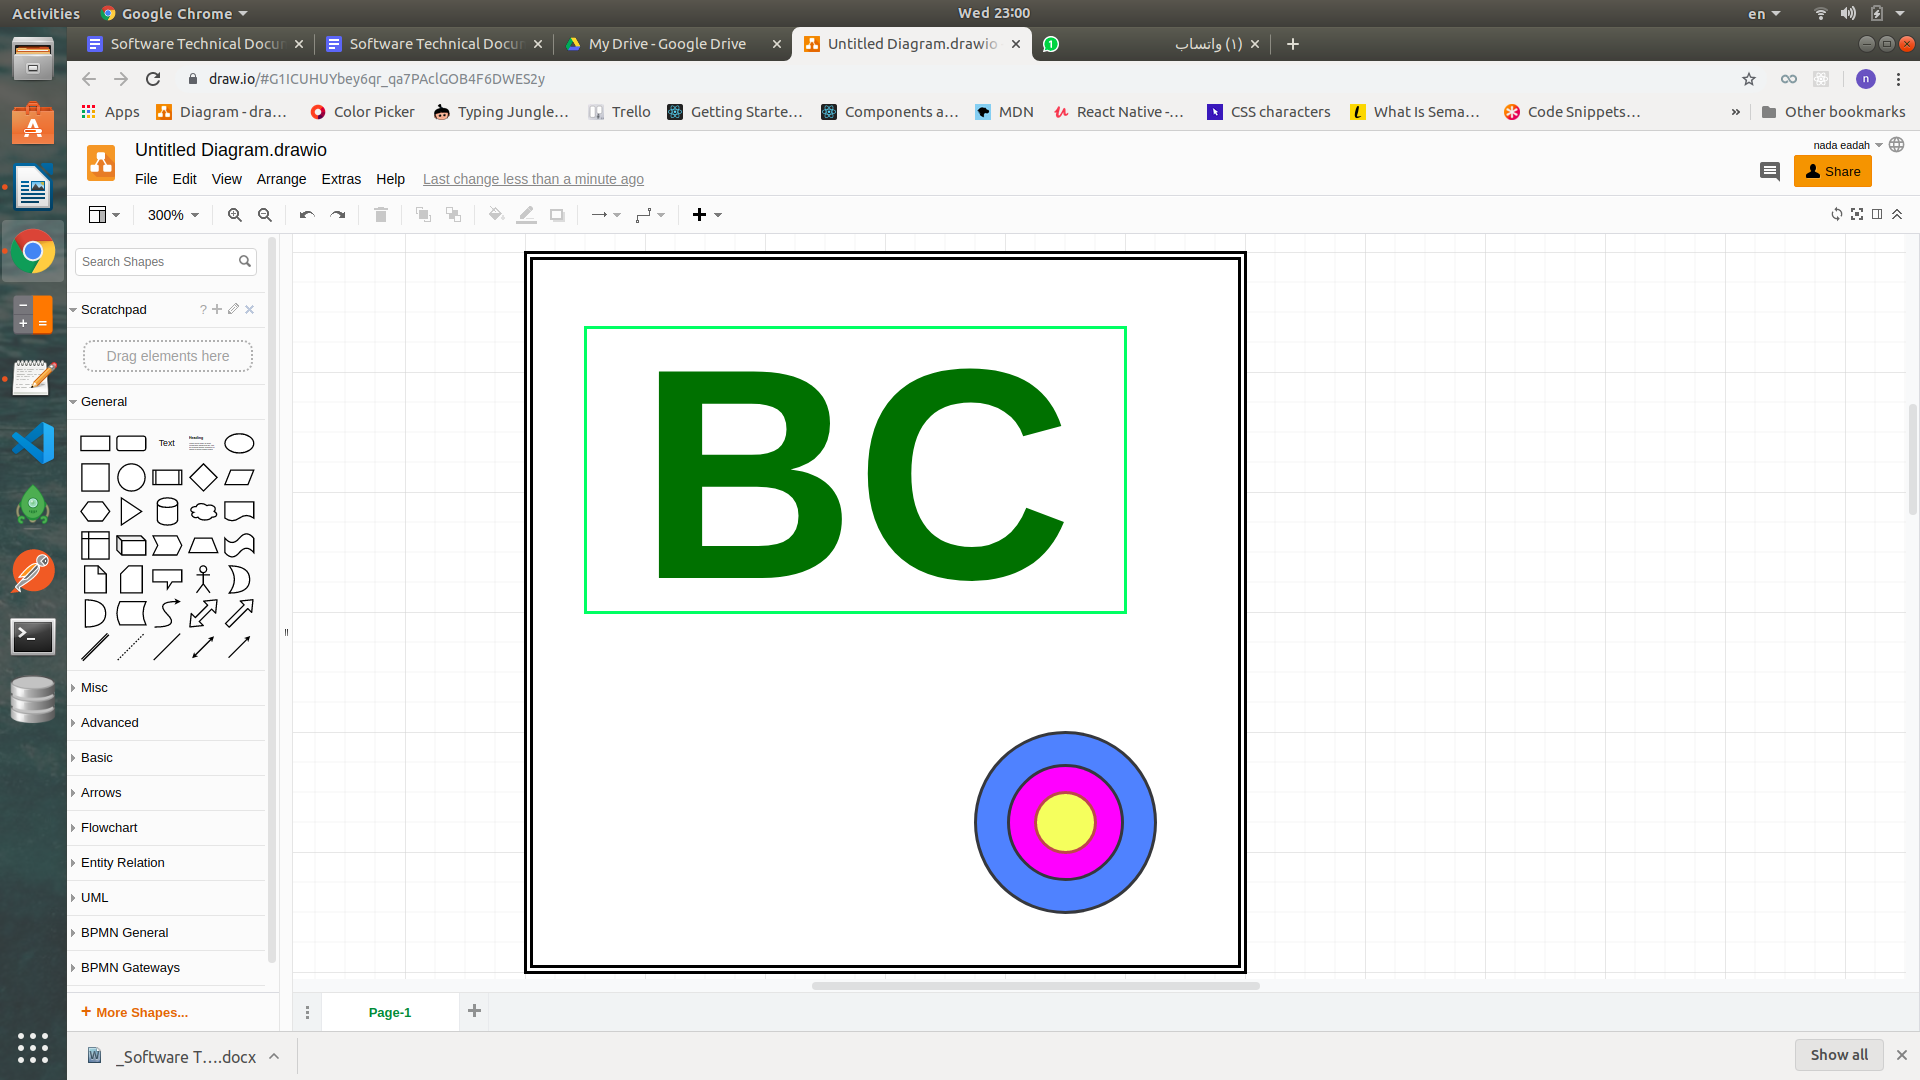 Activities Google Chrome Wed 23:00 en
Software Technical Docu Software Technical Docu My Drive - Google Drive Untitled Diagram.drawio (١) واتساب
draw.io/#G1ICUHUYbey6qr_qa7PAclGOB4F6DWES2y n
Apps Diagram - dra... Color Picker Typing Jungle... Trello Getting Starte... Components a... MDN React Native -... CSS characters What Is Sema... Code Snippets... » Other bookmarks
Untitled Diagram.drawio nada eadah
File Edit View Arrange Extras Help Last change less than a minute ago Share
300%
Search Shapes
Scratchpad ?
Drag elements here
General
Text Heading
BC
Misc
Advanced
Basic
Arrows
Flowchart
Entity Relation
UML
BPMN General
BPMN Gateways
+ More Shapes...
Page-1
_Software T....docx Show all